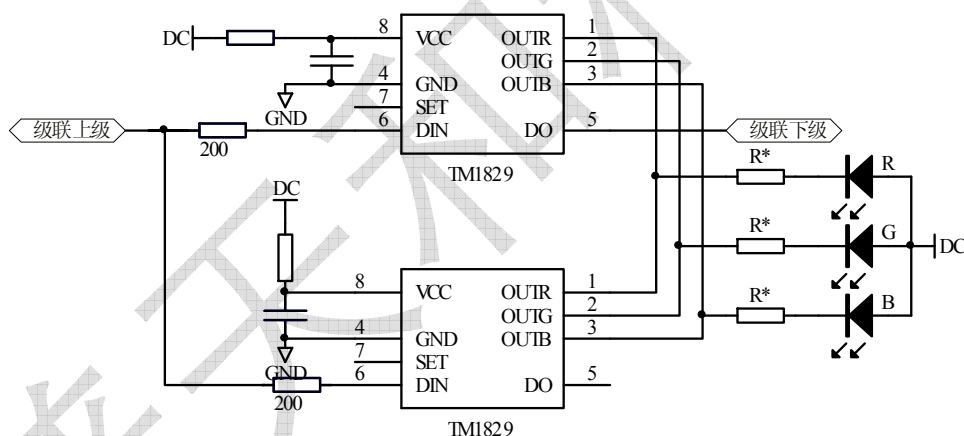 DC
8
VCC
OUTR
1
OUTG
2
4
GND
OUTB
3
GND
7
SET
级联上级
6
DIN
DO
5
级联下级
200
TM1829
R*
R
DC
R*
G
DC
8
VCC
OUTR
1
R*
B
OUTG
2
4
GND
OUTB
3
7
SET
GND
6
DIN
DO
5
200
TM1829
天和